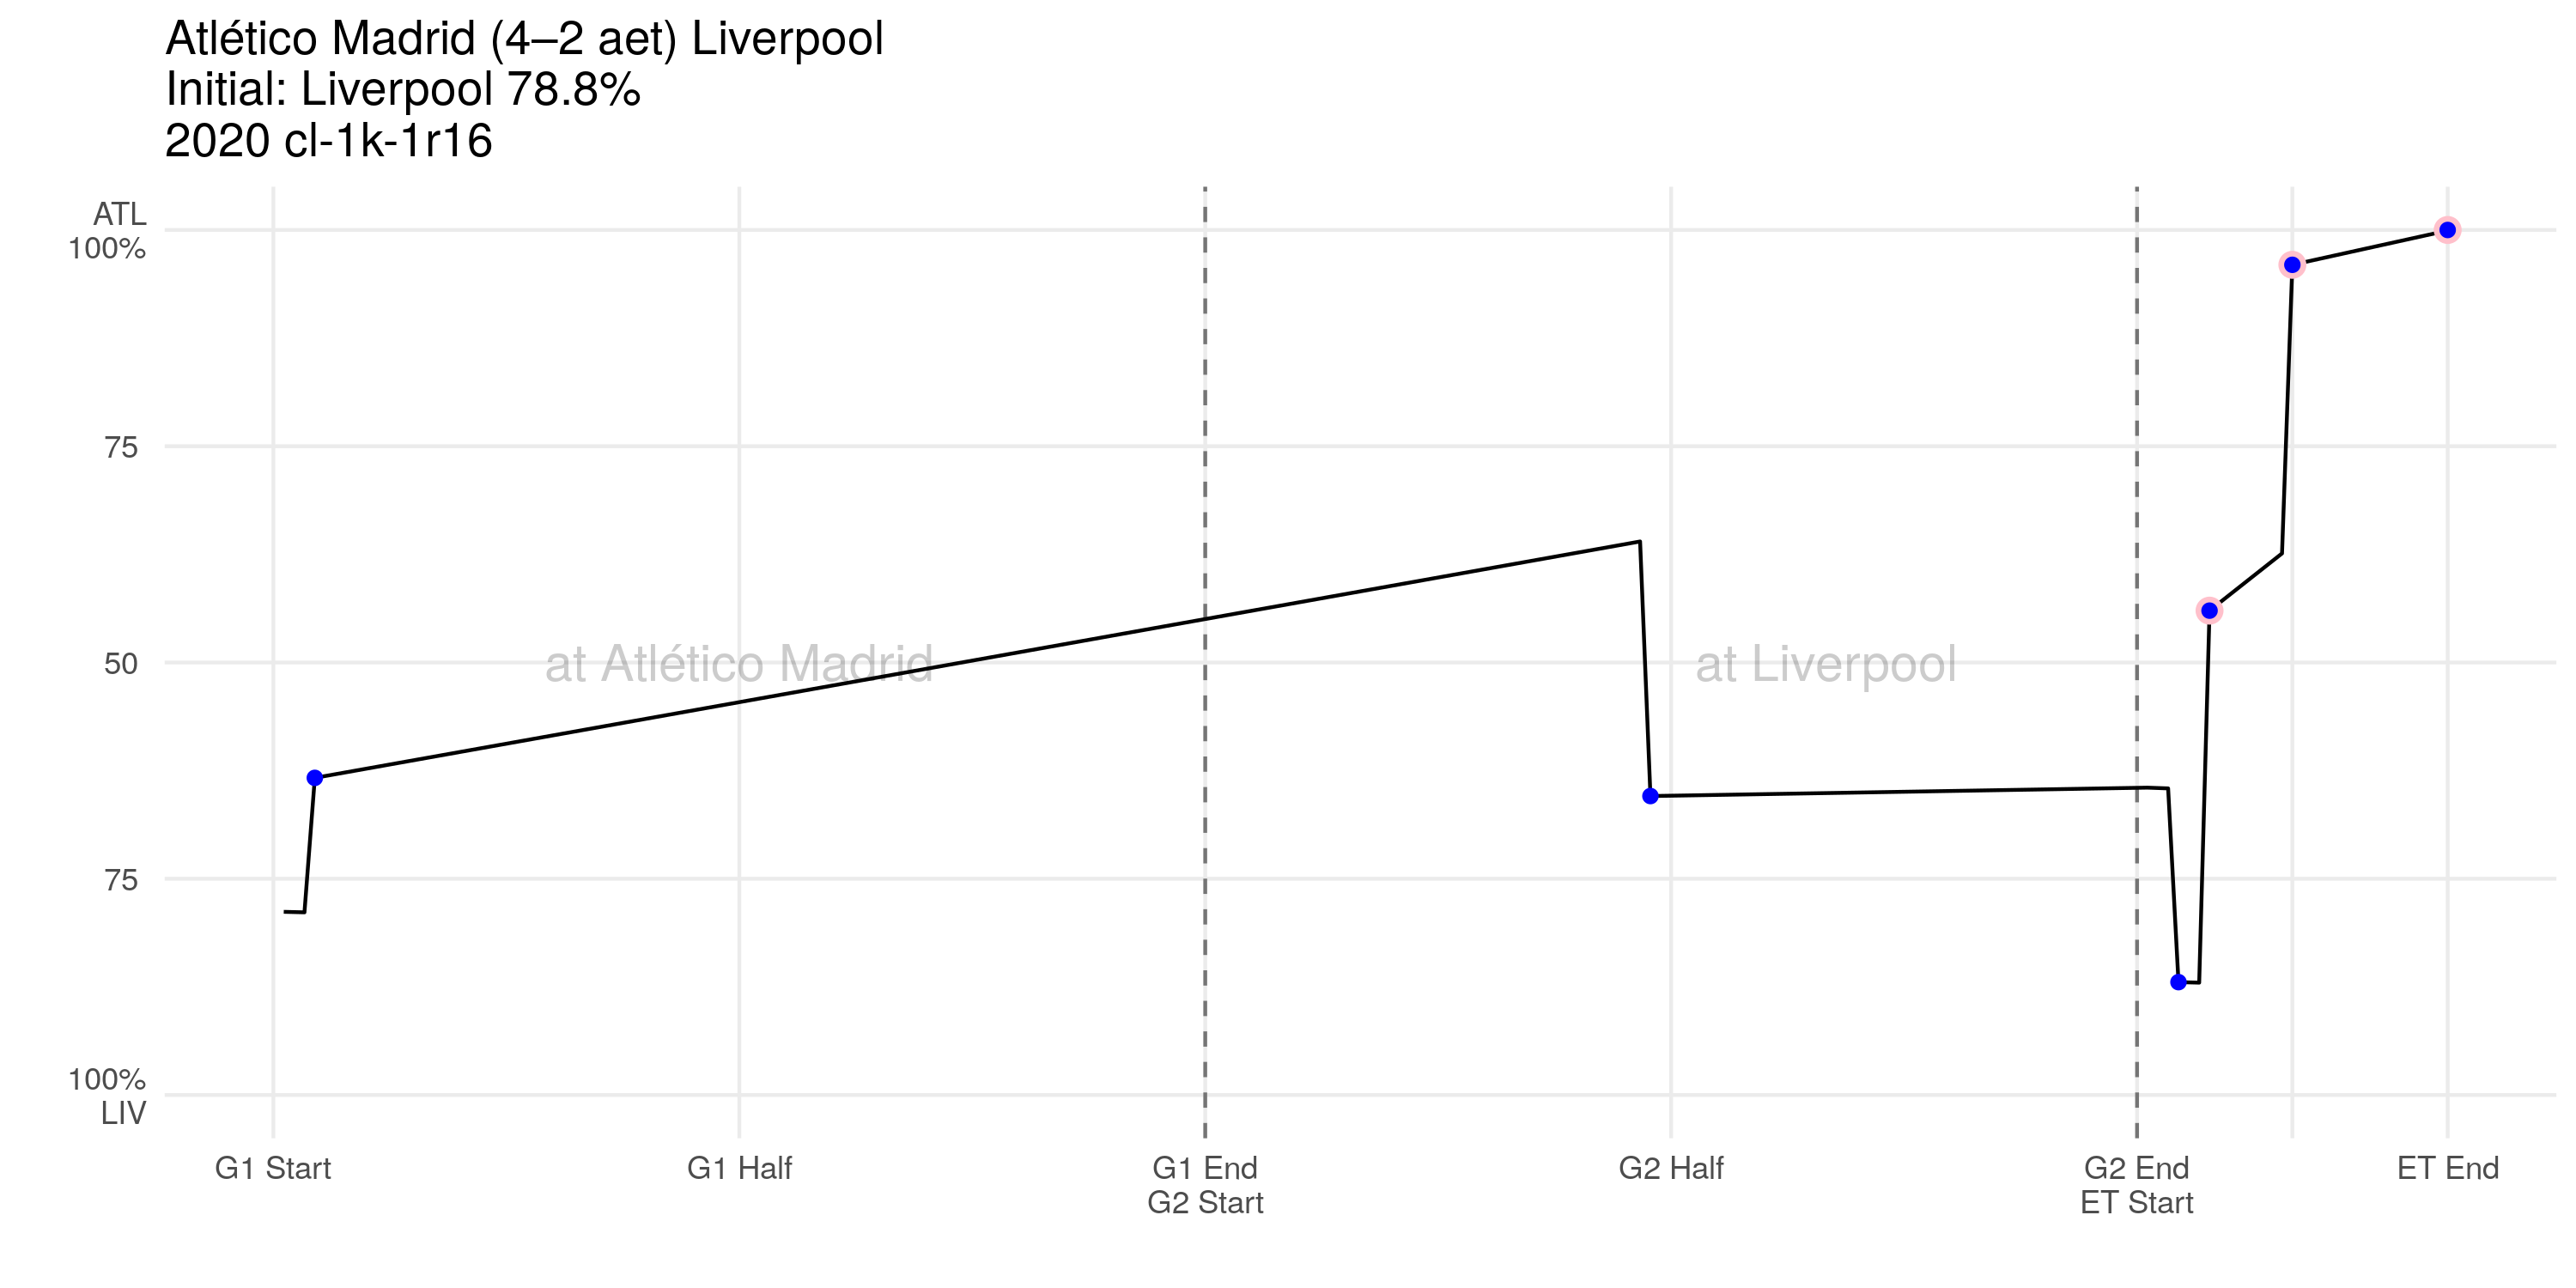 Atlético Madrid (4–2 aet) Liverpool
Initial: Liverpool 78.8%
2020 cl-1k-1r16
ATL
100%
75
50
75
100%
LIV
at Atlético Madrid
at Liverpool
G1 Start
G1 Half
G1 End
G2 Start
G2 Half
G2 End
ET Start
ET End